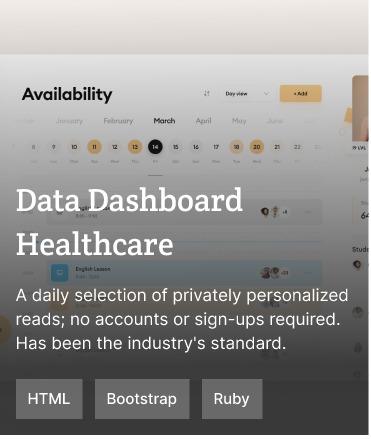 Availability
Day view
+ Add
January February March April May
8 9 10 11 12 13 14 15 16 17 18 20 21 22
Data Dashboard
Healthcare
English Lesson
A daily selection of privately personalized
reads; no accounts or sign-ups required.
Has been the industry's standard.
HTML Bootstrap Ruby